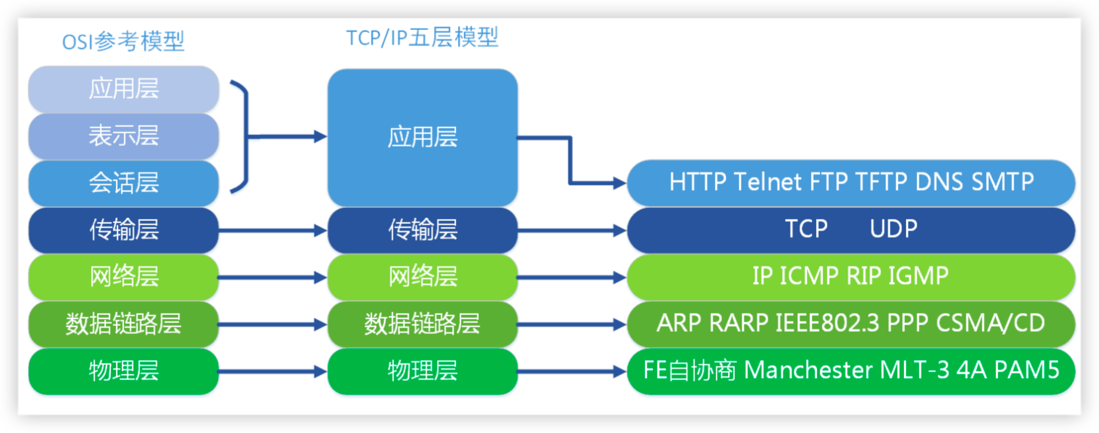 OSI参考模型
TCP/IP五层模型
应用层
表示层
会话层
传输层
网络层
数据链路层
物理层
应用层
传输层
网络层
数据链路层
物理层
HTTP Telnet FTP TFTP DNS SMTP
TCP UDP
IP ICMP RIP IGMP
ARP RARP IEEE802.3 PPP CSMA/CD
FE自协商 Manchester MLT-3 4A PAM5